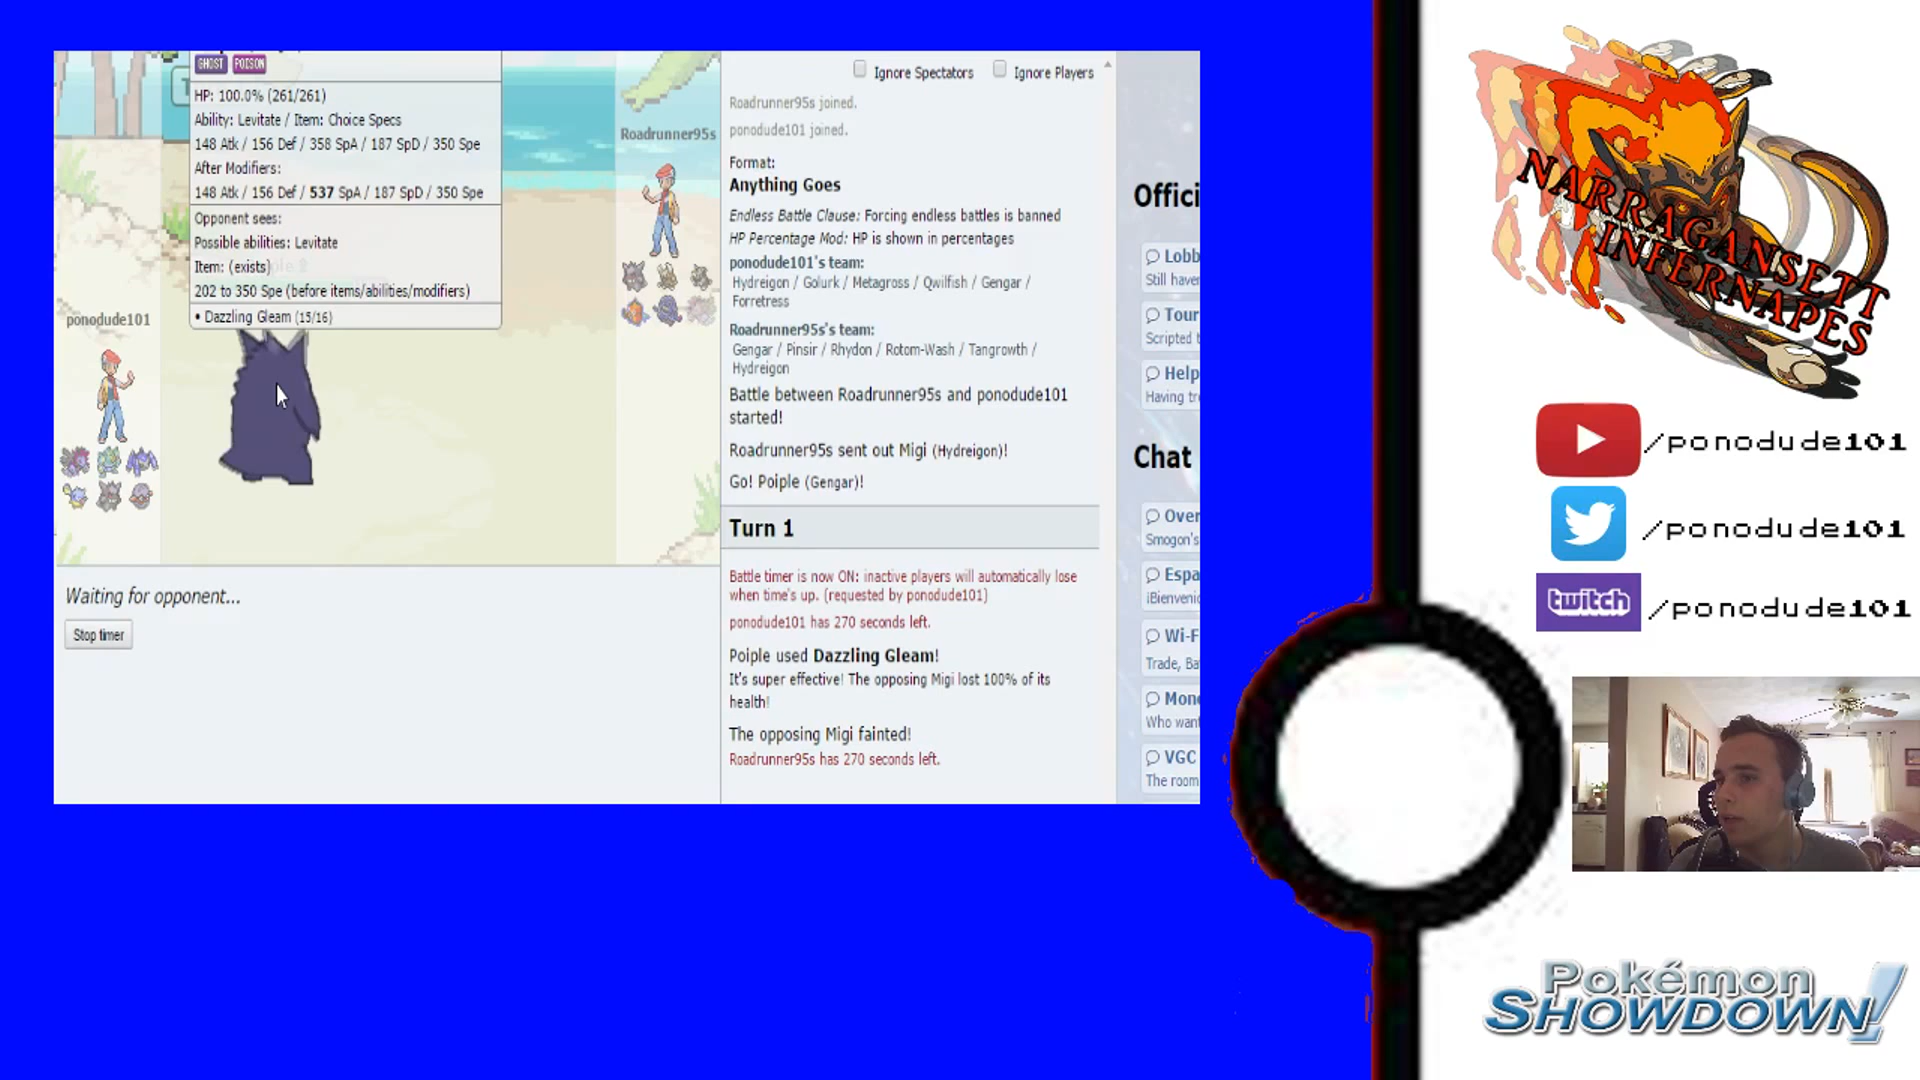 GHOST POISON
HP: 100.0% (261/261)
Ability: Levitate / Item: Choice Specs
148 Atk / 156 Def / 358 SpA / 187 SpD / 350 Spe
After Modifiers:
148 Atk / 156 Def / 537 SpA / 187 SpD / 350 Spe
Opponent sees:
Possible abilities: Levitate
Item: (exists)
202 to 350 Spe (before items/abilities/modifiers)
• Dazzling Gleam (15/16)
ponodude101
Roadrunner95s
Waiting for opponent...
Stop timer
Ignore Spectators Ignore Players
Roadrunner95s joined.
ponodude101 joined.
Format:
Anything Goes
Endless Battle Clause: Forcing endless battles is banned
HP Percentage Mod: HP is shown in percentages
ponodude101's team:
Hydreigon / Golurk / Metagross / Qwilfish / Gengar /
Forretress
Roadrunner95s's team:
Gengar / Pinsir / Rhydon / Rotom-Wash / Tangrowth /
Hydreigon
Battle between Roadrunner95s and ponodude101
started!
Roadrunner95s sent out Migi (Hydreigon)!
Go! Poiple (Gengar)!
Turn 1
Battle timer is now ON: inactive players will automatically lose
when time's up. (requested by ponodude101)
ponodude101 has 270 seconds left.
Poiple used Dazzling Gleam!
It's super effective! The opposing Migi lost 100% of its
health!
The opposing Migi fainted!
Roadrunner95s has 270 seconds left.
Offici
Lobb
Still have
Tour
Scripted t
Help
Having tr
Chat
Over
Smogon's
Espa
¡Bienveni
Wi-F
Trade, Ba
Mono
Who want
VGC
The room
NARRAGANSETT
INFERNAPES
/ponodude101
/ponodude101
twitch /ponodude101
Pokémon
SHOWDOWN!